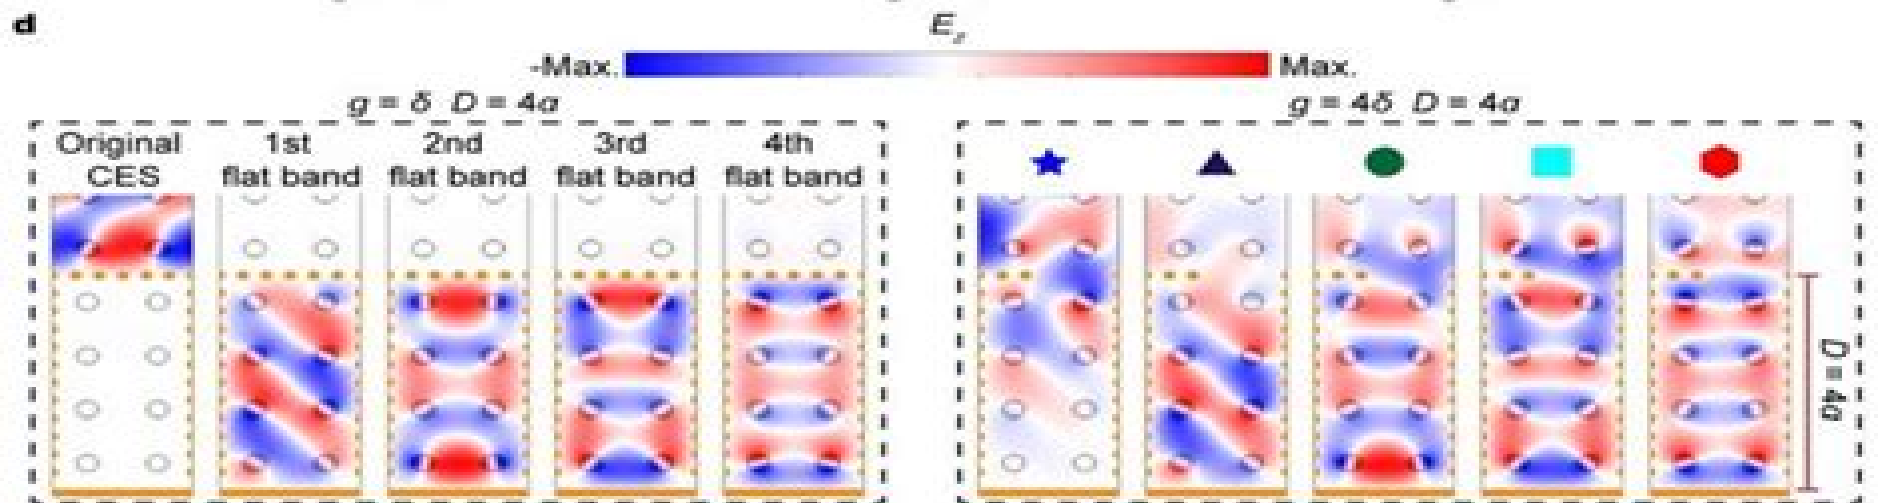 d
E_z
-Max. Max.
g = δ D = 4a
g = 4δ D = 4a
Original CES
1st flat band
2nd flat band
3rd flat band
4th flat band
D = 4a